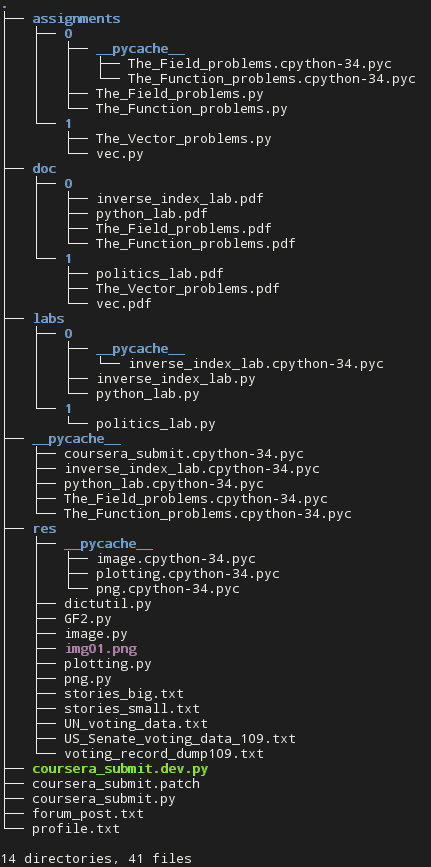 .
├── assignments
│   ├── 0
│   │   ├── __pycache__
│   │   │   ├── The_Field_problems.cpython-34.pyc
│   │   │   └── The_Function_problems.cpython-34.pyc
│   │   ├── The_Field_problems.py
│   │   └── The_Function_problems.py
│   └── 1
│       ├── The_Vector_problems.py
│       └── vec.py
├── doc
│   ├── 0
│   │   ├── inverse_index_lab.pdf
│   │   ├── python_lab.pdf
│   │   ├── The_Field_problems.pdf
│   │   └── The_Function_problems.pdf
│   └── 1
│       ├── politics_lab.pdf
│       ├── The_Vector_problems.pdf
│       └── vec.pdf
├── labs
│   ├── 0
│   │   ├── __pycache__
│   │   │   └── inverse_index_lab.cpython-34.pyc
│   │   ├── inverse_index_lab.py
│   │   └── python_lab.py
│   └── 1
│       └── politics_lab.py
├── __pycache__
│   ├── coursera_submit.cpython-34.pyc
│   ├── inverse_index_lab.cpython-34.pyc
│   ├── python_lab.cpython-34.pyc
│   ├── The_Field_problems.cpython-34.pyc
│   └── The_Function_problems.cpython-34.pyc
├── res
│   ├── __pycache__
│   │   ├── image.cpython-34.pyc
│   │   ├── plotting.cpython-34.pyc
│   │   └── png.cpython-34.pyc
│   ├── dictutil.py
│   ├── GF2.py
│   ├── image.py
│   ├── img01.png
│   ├── plotting.py
│   ├── png.py
│   ├── stories_big.txt
│   ├── stories_small.txt
│   ├── UN_voting_data.txt
│   ├── US_Senate_voting_data_109.txt
│   └── voting_record_dump109.txt
├── coursera_submit.dev.py
├── coursera_submit.patch
├── coursera_submit.py
├── forum_post.txt
└── profile.txt
14 directories, 41 files